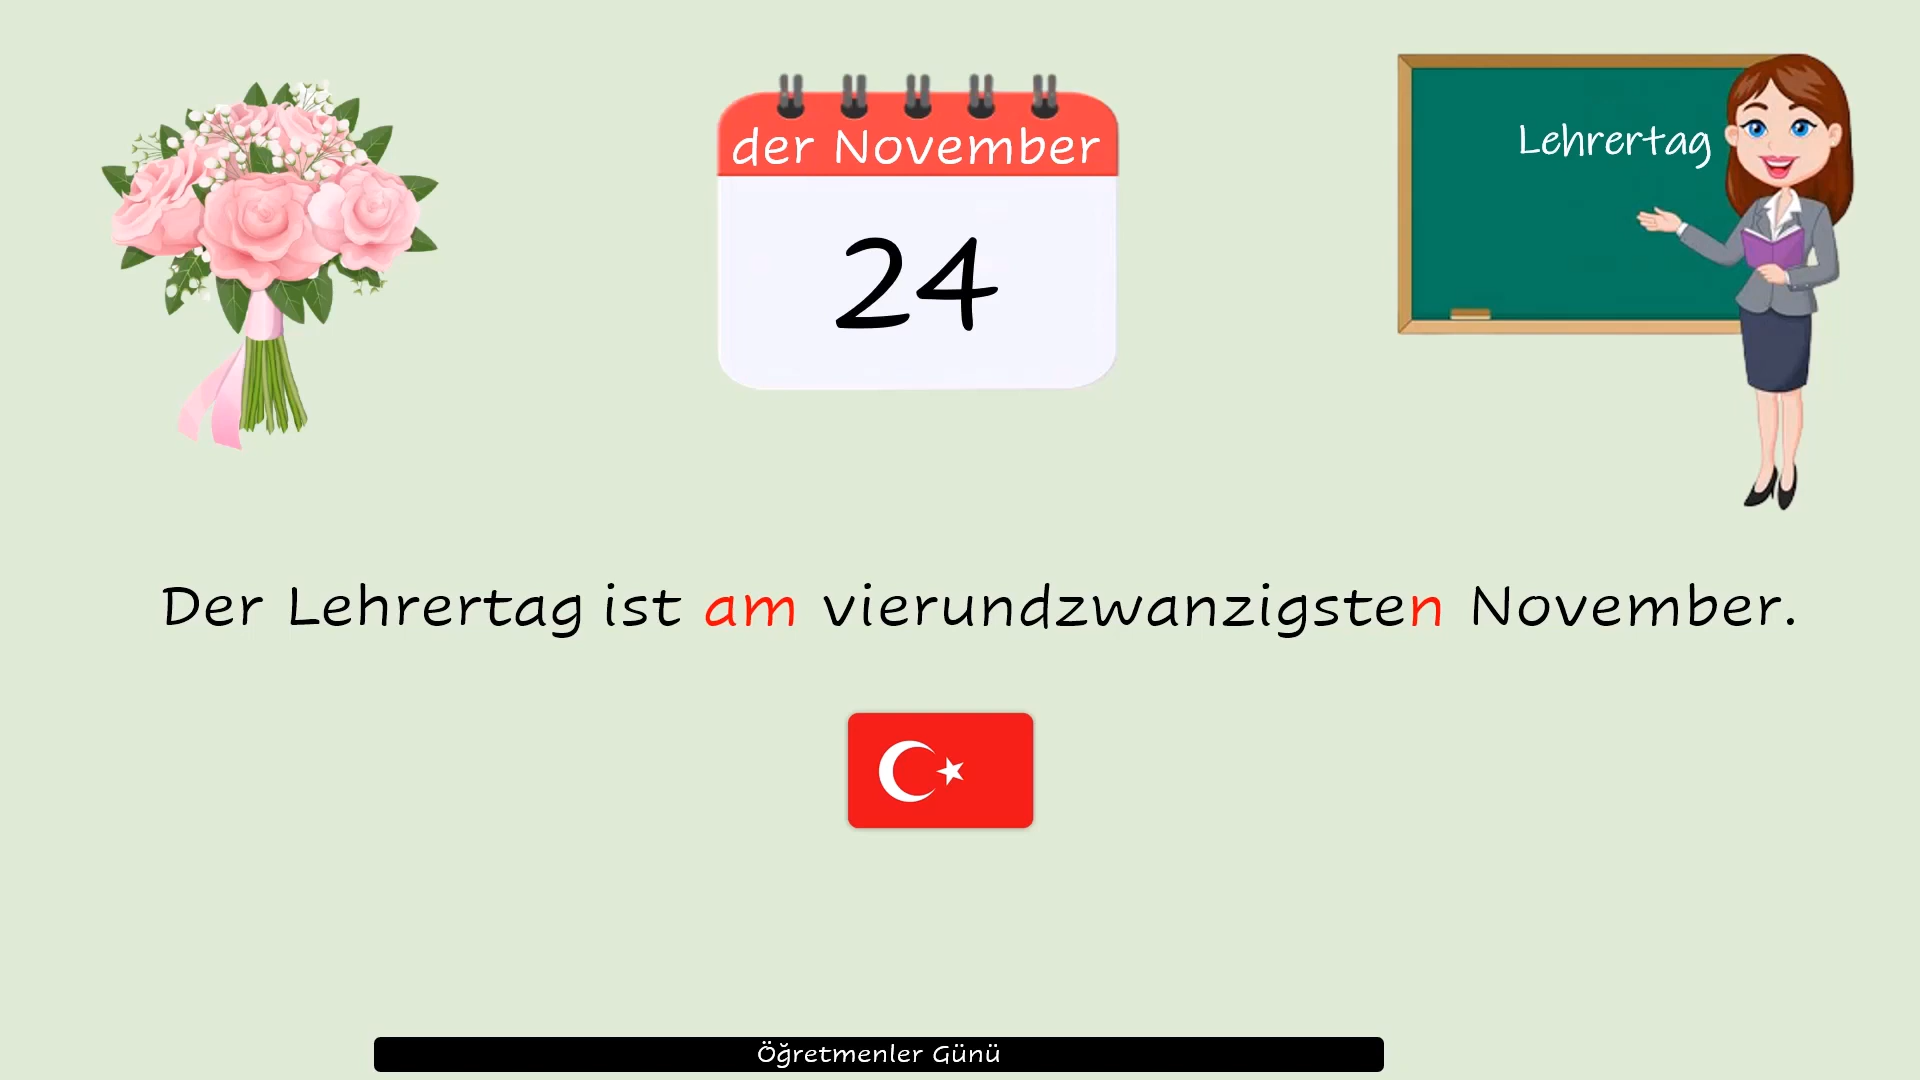 der November
24
Lehrertag
Der Lehrertag ist am vierundzwanzigsten November.
Öğretmenler Günü